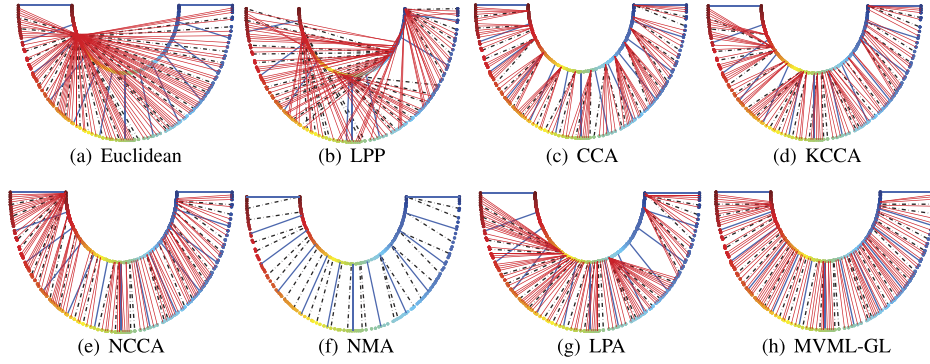 (a) Euclidean
(b) LPP
(c) CCA
(d) KCCA
(e) NCCA
(f) NMA
(g) LPA
(h) MVML-GL